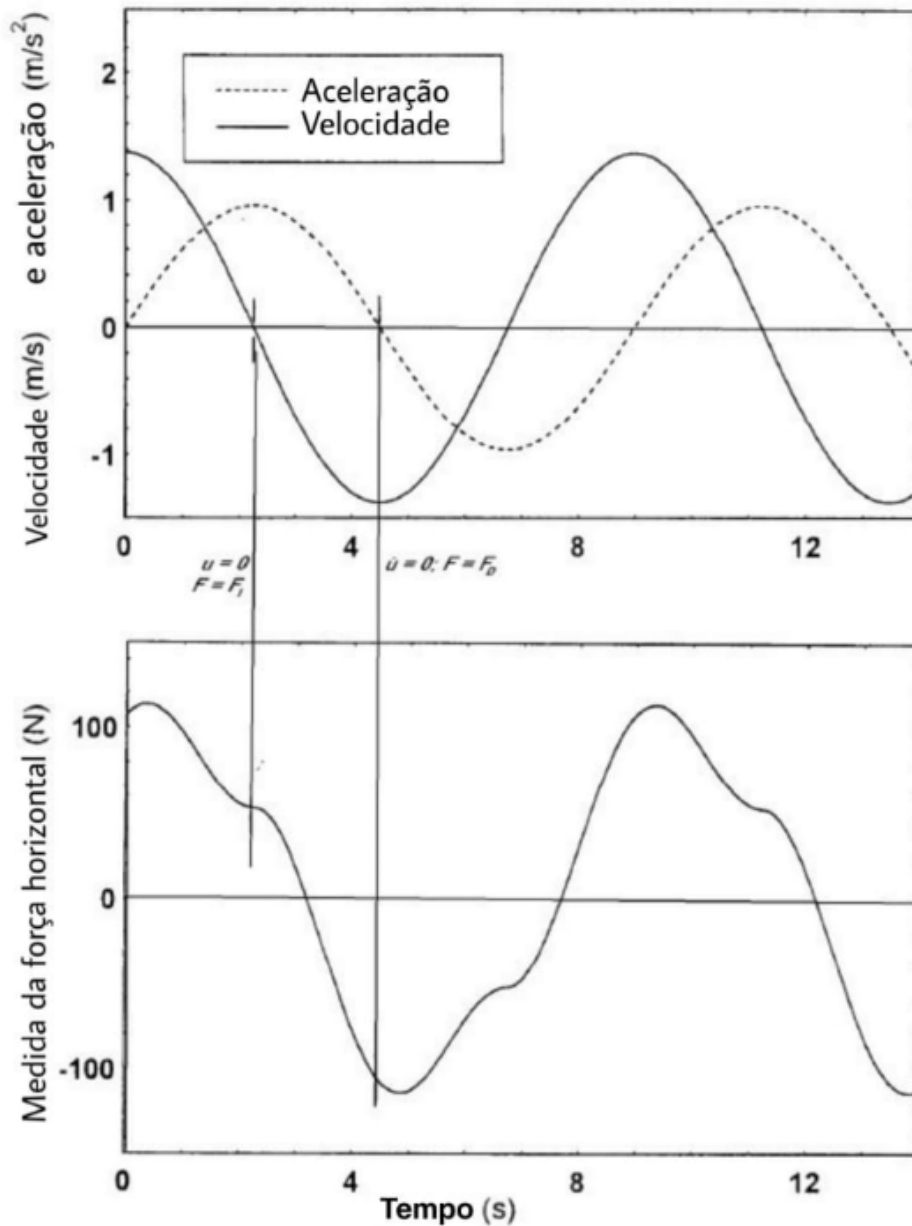 Velocidade (m/s) e aceleração (m/s²)
2
1
0
-1
Aceleração
Velocidade
0 4 8 12
u = 0
F = F_I
u̇ = 0; F = F_D
Medida da força horizontal (N)
100
0
-100
0 4 8 12
Tempo (s)